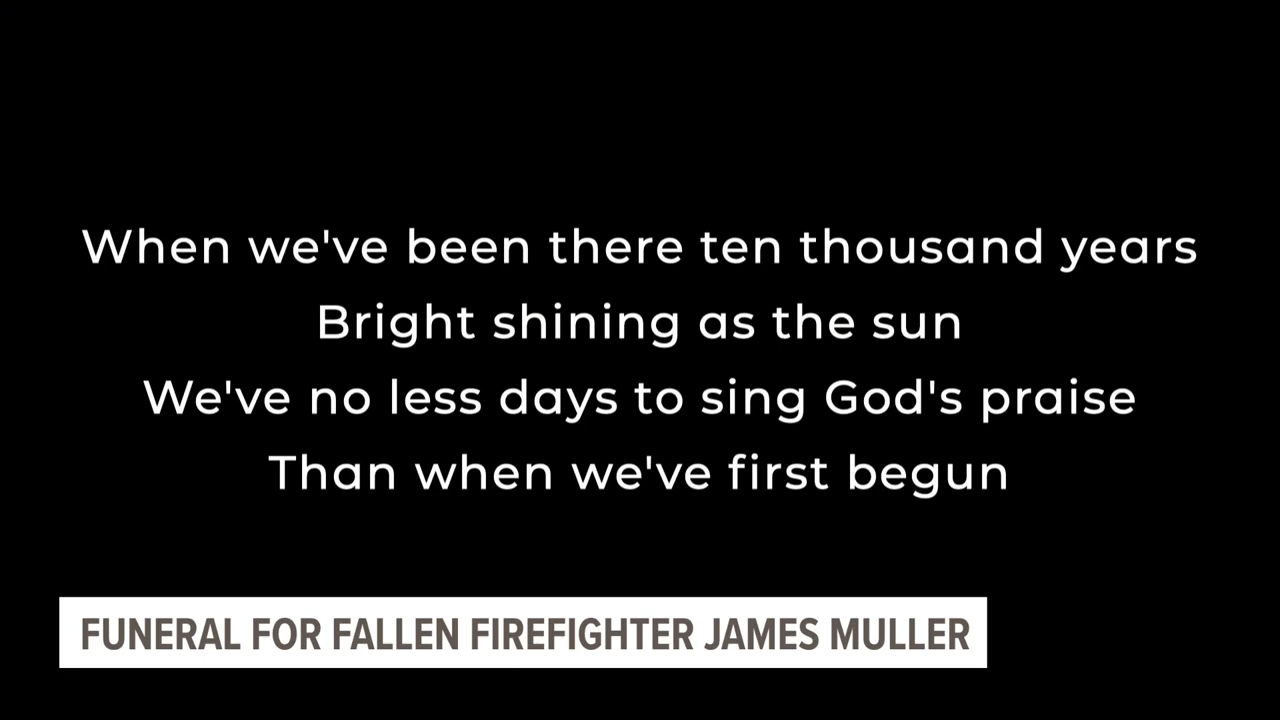 When we've been there ten thousand years
Bright shining as the sun
We've no less days to sing God's praise
Than when we've first begun
FUNERAL FOR FALLEN FIREFIGHTER JAMES MULLER